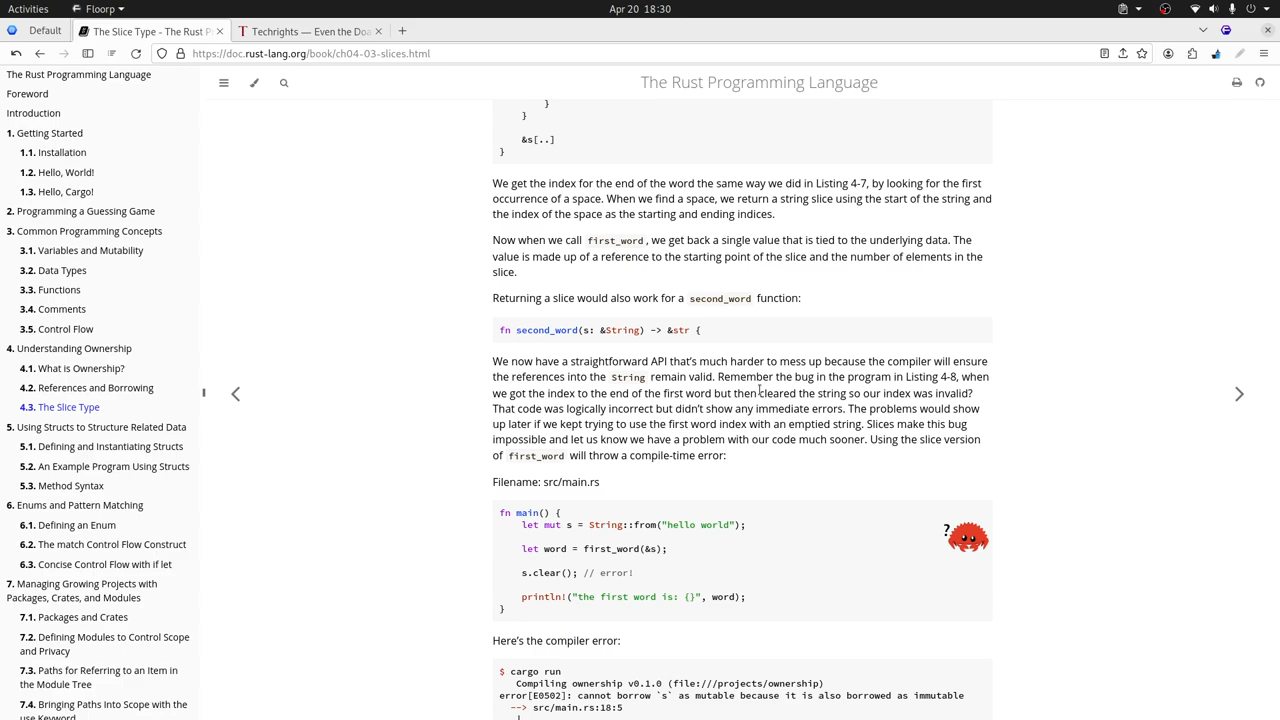 Activities
Floorp
Apr 20 18:30
Default
The Slice Type - The Rust P
Techrights — Even the Doa
https://doc.rust-lang.org/book/ch04-03-slices.html
The Rust Programming Language
Foreword
Introduction
1. Getting Started
1.1. Installation
1.2. Hello, World!
1.3. Hello, Cargo!
2. Programming a Guessing Game
3. Common Programming Concepts
3.1. Variables and Mutability
3.2. Data Types
3.3. Functions
3.4. Comments
3.5. Control Flow
4. Understanding Ownership
4.1. What is Ownership?
4.2. References and Borrowing
4.3. The Slice Type
5. Using Structs to Structure Related Data
5.1. Defining and Instantiating Structs
5.2. An Example Program Using Structs
5.3. Method Syntax
6. Enums and Pattern Matching
6.1. Defining an Enum
6.2. The match Control Flow Construct
6.3. Concise Control Flow with if let
7. Managing Growing Projects with
Packages, Crates, and Modules
7.1. Packages and Crates
7.2. Defining Modules to Control Scope
and Privacy
7.3. Paths for Referring to an Item in
the Module Tree
7.4. Bringing Paths Into Scope with the
use Keyword
The Rust Programming Language
}
}
&s[..]
}
We get the index for the end of the word the same way we did in Listing 4-7, by looking for the first
occurrence of a space. When we find a space, we return a string slice using the start of the string and
the index of the space as the starting and ending indices.
Now when we call first_word, we get back a single value that is tied to the underlying data. The
value is made up of a reference to the starting point of the slice and the number of elements in the
slice.
Returning a slice would also work for a second_word function:
fn second_word(s: &String) -> &str {
We now have a straightforward API that’s much harder to mess up because the compiler will ensure
the references into the String remain valid. Remember the bug in the program in Listing 4-8, when
we got the index to the end of the first word but then cleared the string so our index was invalid?
That code was logically incorrect but didn’t show any immediate errors. The problems would show
up later if we kept trying to use the first word index with an emptied string. Slices make this bug
impossible and let us know we have a problem with our code much sooner. Using the slice version
of first_word will throw a compile-time error:
Filename: src/main.rs
fn main() {
let mut s = String::from("hello world");
let word = first_word(&s);
s.clear(); // error!
println!("the first word is: {}", word);
}
?
Here’s the compiler error:
$ cargo run
Compiling ownership v0.1.0 (file:///projects/ownership)
error[E0502]: cannot borrow `s` as mutable because it is also borrowed as immutable
--> src/main.rs:18:5
|